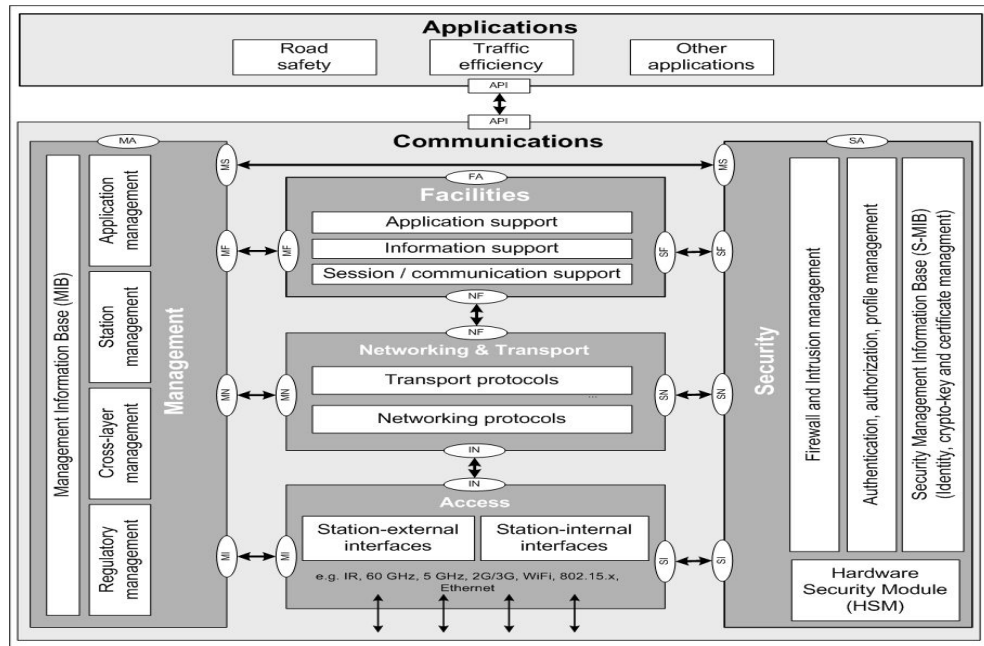 Applications
Road
safety
Traffic
efficiency
Other
applications
API
API
Communications
MA
Management Information Base (MIB)
Application
management
Station
management
Cross-layer
management
Regulatory
management
Management
MS
MF
MN
MI
FA
Facilities
Application support
Information support
Session / communication support
MF
SF
NF
NF
Networking & Transport
Transport protocols
...
Networking protocols
MN
SN
IN
IN
Access
Station-external
interfaces
Station-internal
interfaces
e.g. IR, 60 GHz, 5 GHz, 2G/3G, WiFi, 802.15.x,
Ethernet
MI
SI
SA
MS
SF
SN
SI
Security
Firewall and Intrusion management
Authentication, authorization, profile management
Security Management Information Base (S-MIB)
(Identity, crypto-key and certificate managment)
Hardware
Security Module
(HSM)